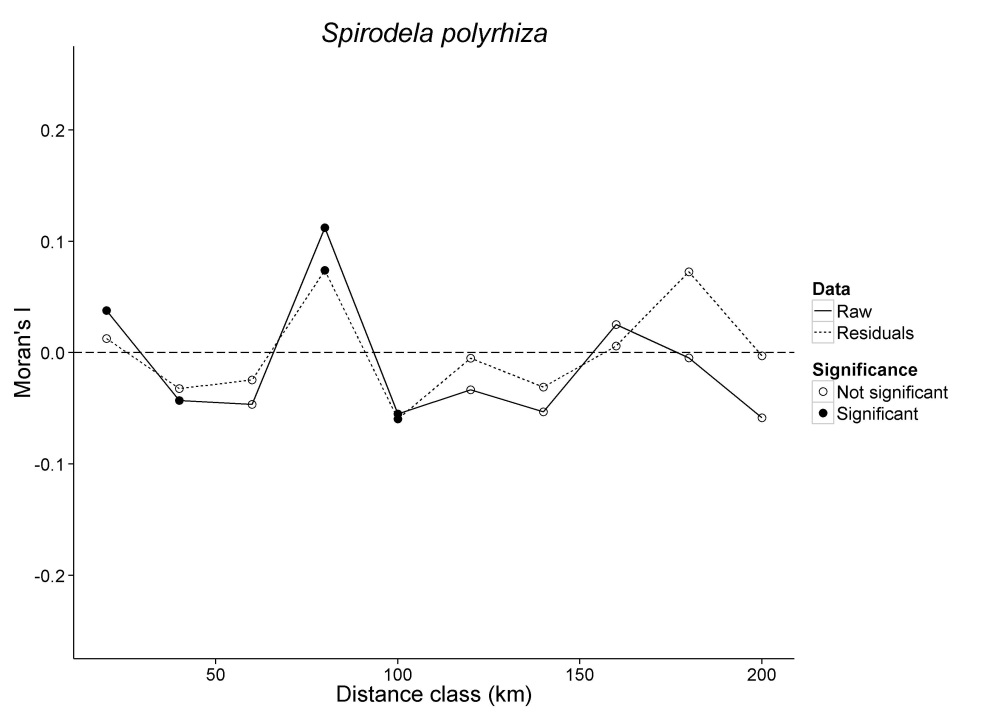 Spirodela polyrhiza
0.2
0.1
0.0
-0.1
-0.2
Moran's I
50
100
150
200
Distance class (km)
Data
Raw
Residuals
Significance
Not significant
Significant